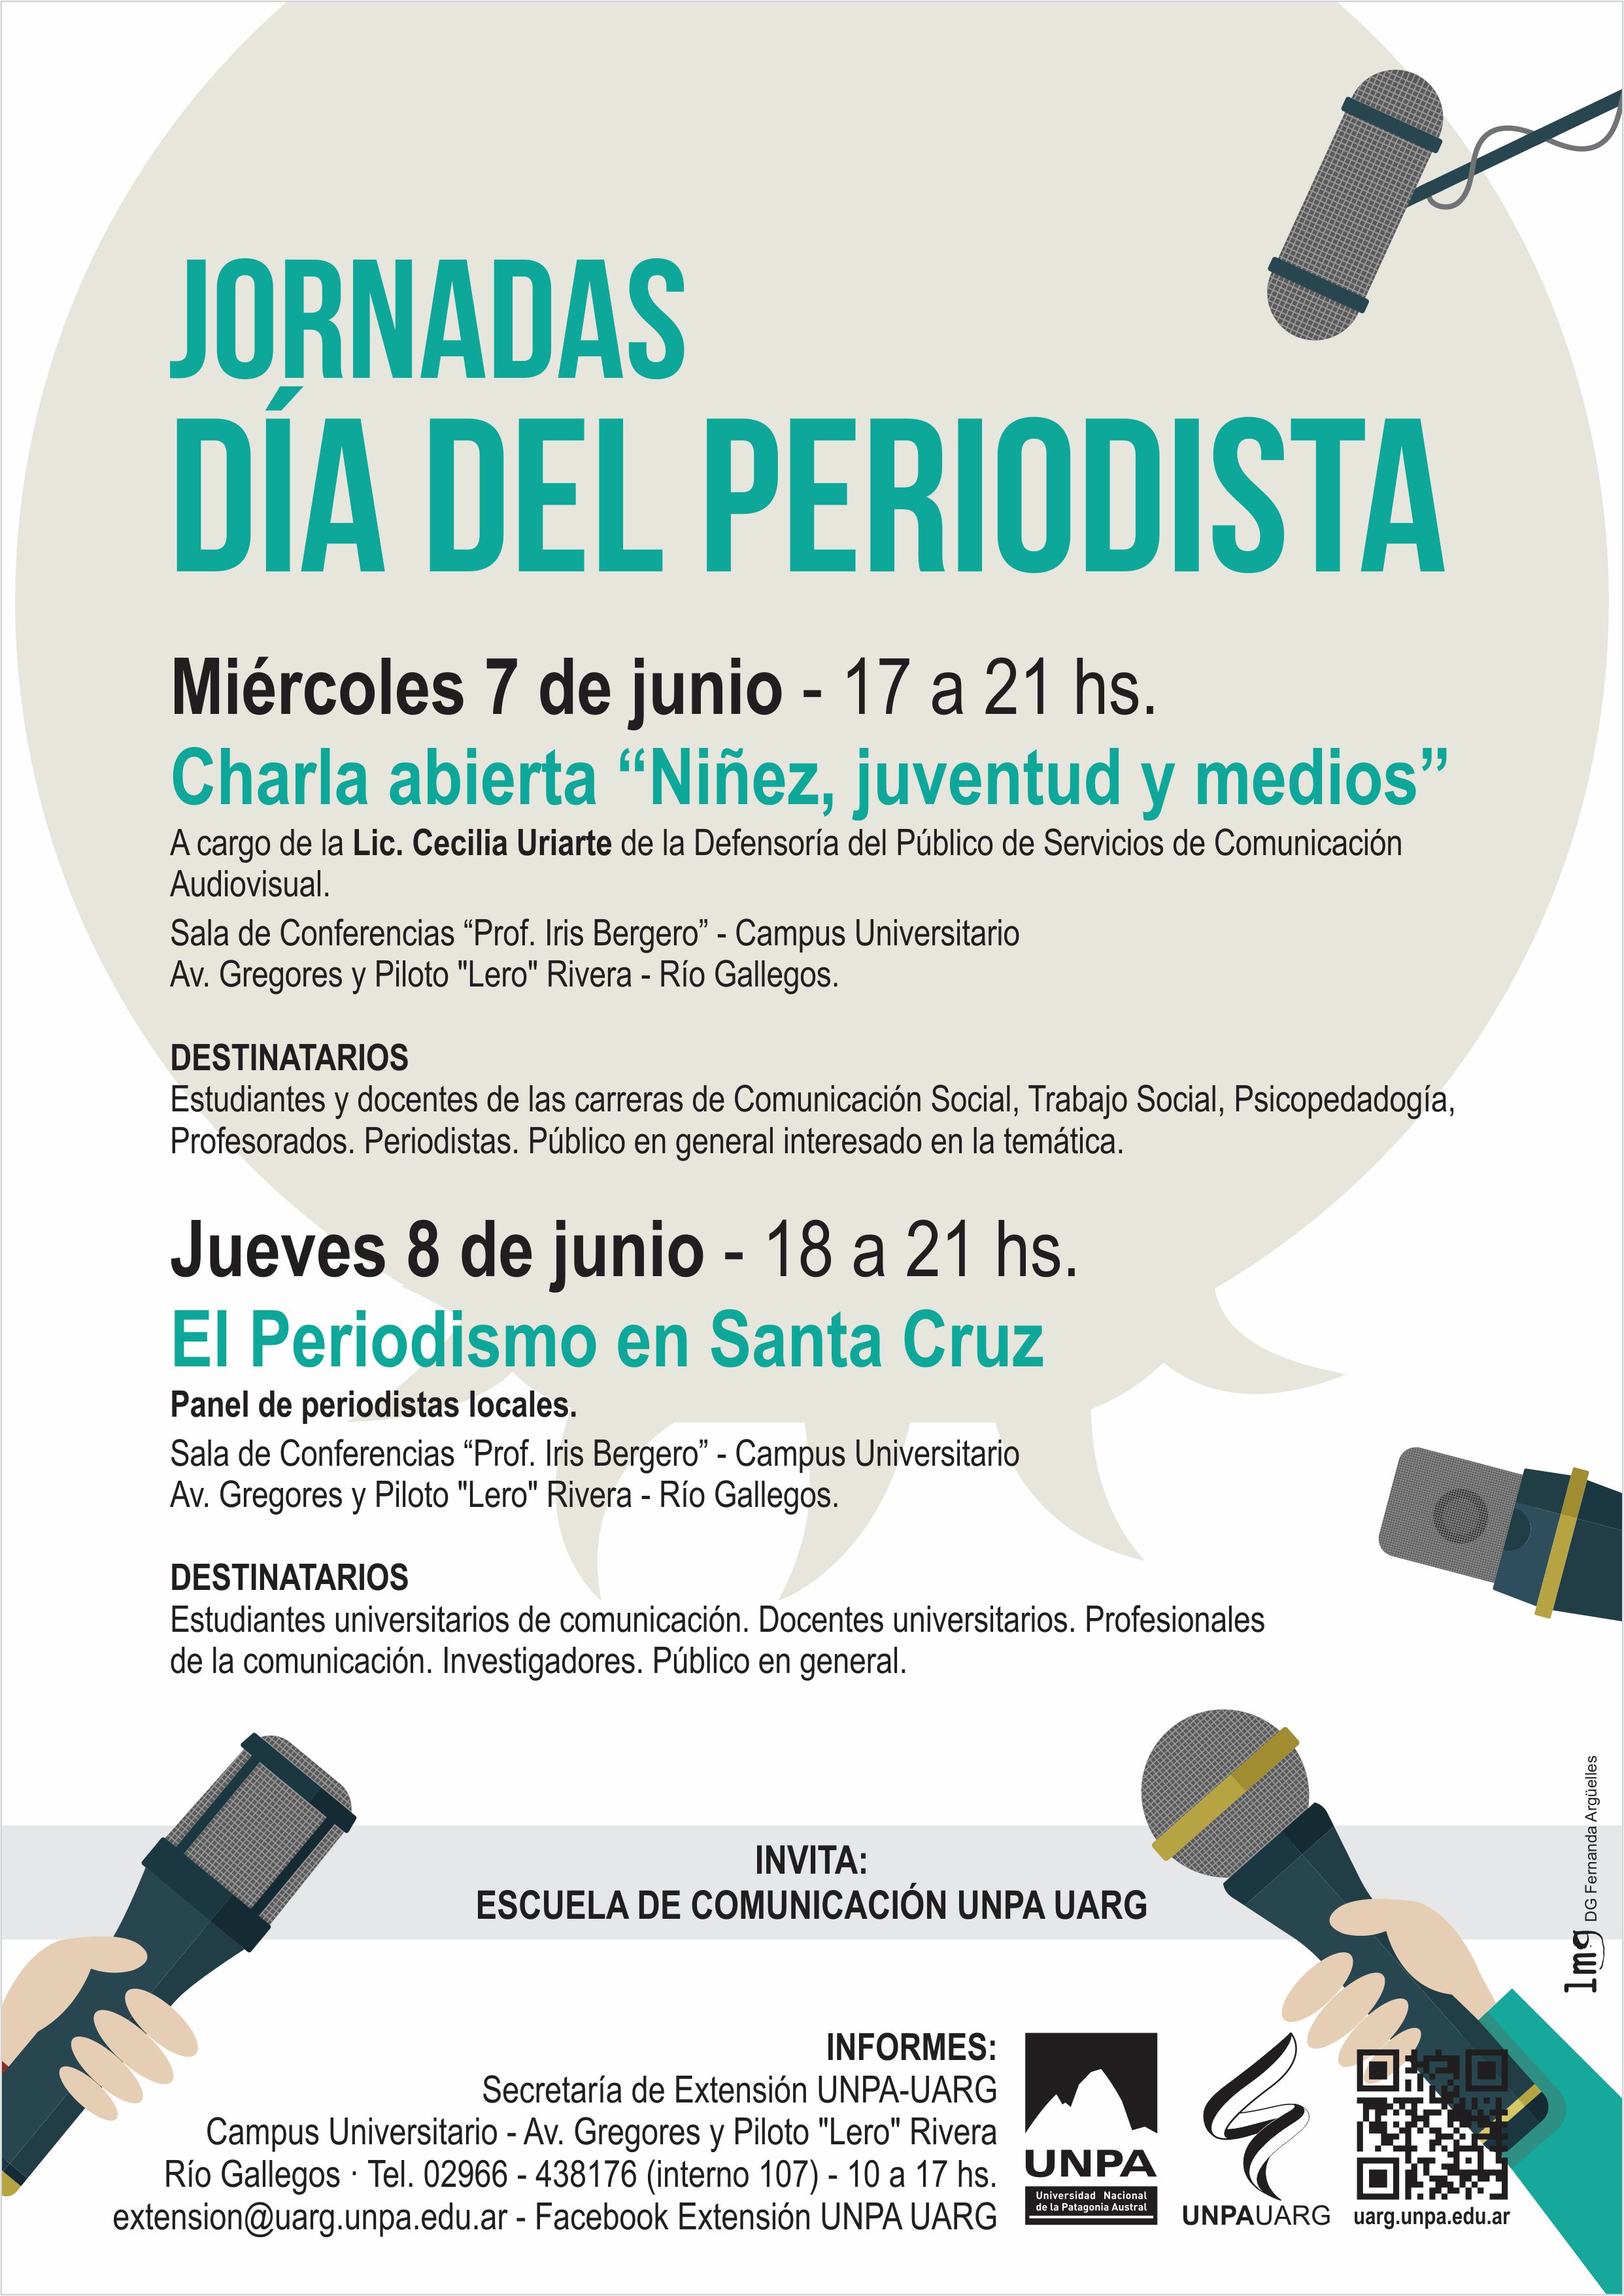 JORNADAS
DÍA DEL PERIODISTA
Miércoles 7 de junio - 17 a 21 hs.
Charla abierta “Niñez, juventud y medios”
A cargo de la Lic. Cecilia Uriarte de la Defensoría del Público de Servicios de Comunicación
Audiovisual.
Sala de Conferencias “Prof. Iris Bergero” - Campus Universitario
Av. Gregores y Piloto "Lero" Rivera - Río Gallegos.
DESTINATARIOS
Estudiantes y docentes de las carreras de Comunicación Social, Trabajo Social, Psicopedadogía,
Profesorados. Periodistas. Público en general interesado en la temática.
Jueves 8 de junio - 18 a 21 hs.
El Periodismo en Santa Cruz
Panel de periodistas locales.
Sala de Conferencias “Prof. Iris Bergero” - Campus Universitario
Av. Gregores y Piloto "Lero" Rivera - Río Gallegos.
DESTINATARIOS
Estudiantes universitarios de comunicación. Docentes universitarios. Profesionales
de la comunicación. Investigadores. Público en general.
INVITA:
ESCUELA DE COMUNICACIÓN UNPA UARG
lmg DG Fernanda Argüelles
INFORMES:
Secretaría de Extensión UNPA-UARG
Campus Universitario - Av. Gregores y Piloto "Lero" Rivera
Río Gallegos · Tel. 02966 - 438176 (interno 107) - 10 a 17 hs.
extension@uarg.unpa.edu.ar - Facebook Extensión UNPA UARG
UNPA
Universidad Nacional
de la Patagonia Austral
UNPAUARG
uarg.unpa.edu.ar